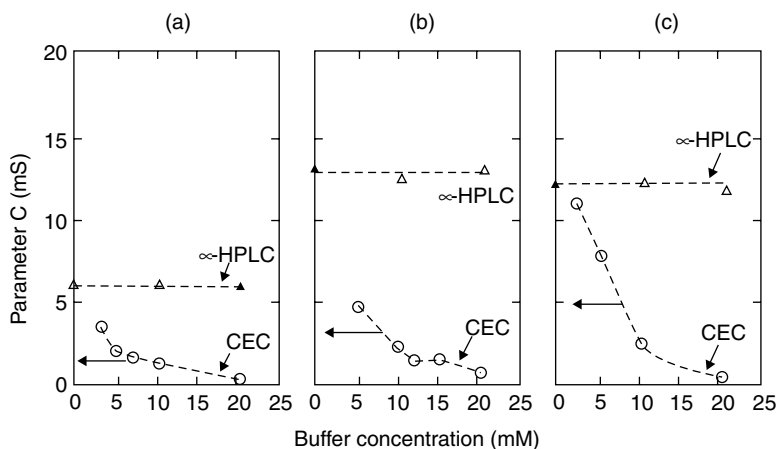 (a) (b) (c)
20
15
10
5
0
Parameter C (mS)
∝-HPLC
CEC
∝-HPLC
∝-HPLC
CEC
0 5 10 15 20 25
0 5 10 15 20 25
0 5 10 15 20 25
Buffer concentration (mM)